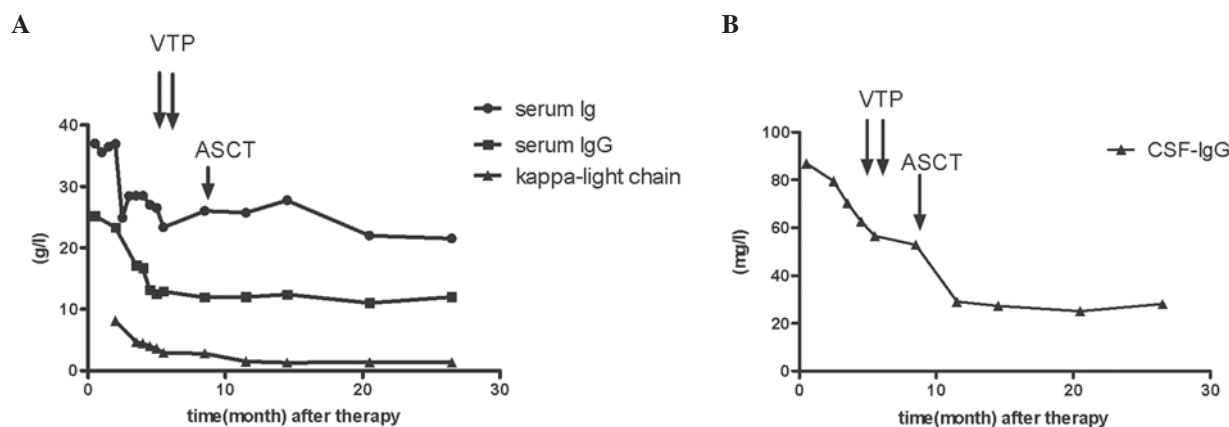 A
VTP
ASCT
serum Ig
serum IgG
kappa-light chain
40
30
20
10
0
(g/l)
0 10 20 30
time(month) after therapy
B
VTP
ASCT
CSF-IgG
100
80
60
40
20
0
(mg/l)
0 10 20 30
time(month) after therapy